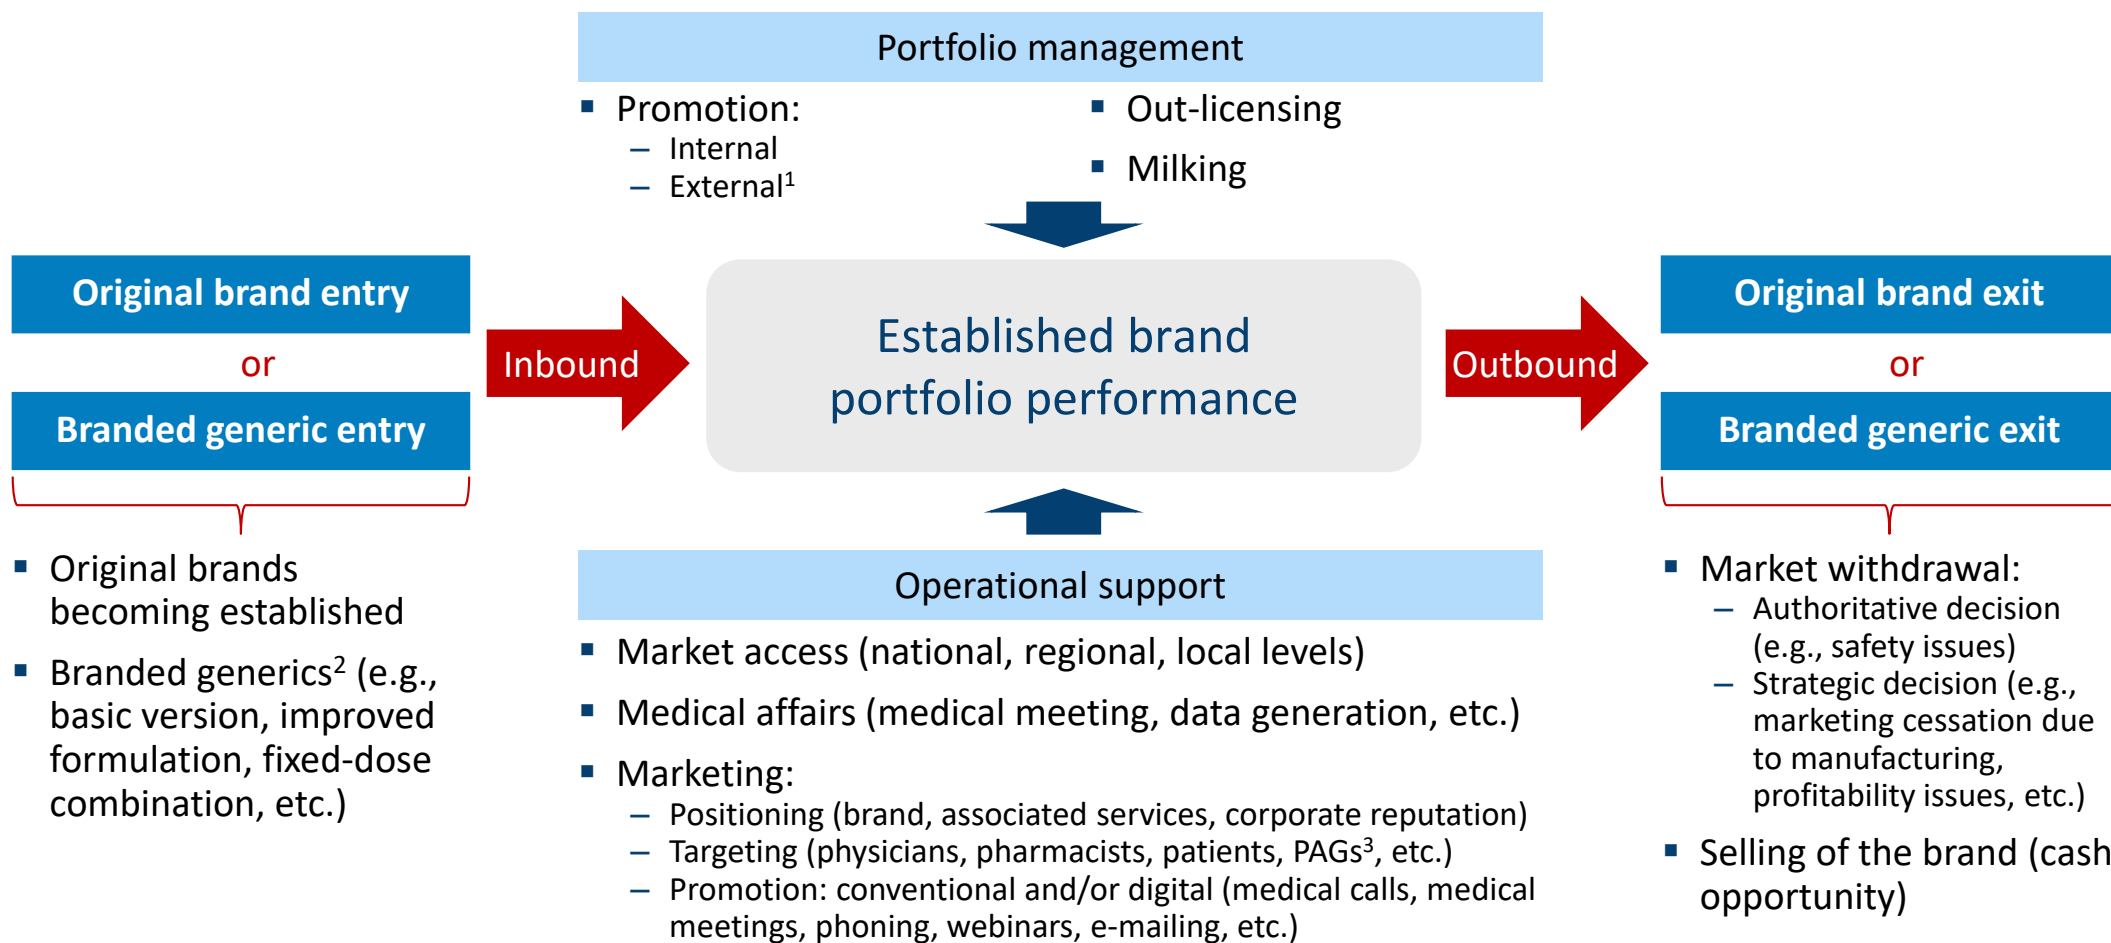 Portfolio management
▪ Promotion:
– Internal
– External¹
▪ Out-licensing
▪ Milking
Original brand entry
or
Branded generic entry
Inbound
Established brand
portfolio performance
Outbound
Original brand exit
or
Branded generic exit
▪ Original brands
becoming established
▪ Branded generics² (e.g.,
basic version, improved
formulation, fixed-dose
combination, etc.)
Operational support
▪ Market access (national, regional, local levels)
▪ Medical affairs (medical meeting, data generation, etc.)
▪ Marketing:
– Positioning (brand, associated services, corporate reputation)
– Targeting (physicians, pharmacists, patients, PAGs³, etc.)
– Promotion: conventional and/or digital (medical calls, medical
meetings, phoning, webinars, e-mailing, etc.)
▪ Market withdrawal:
– Authoritative decision
(e.g., safety issues)
– Strategic decision (e.g.,
marketing cessation due
to manufacturing,
profitability issues, etc.)
▪ Selling of the brand (cash
opportunity)